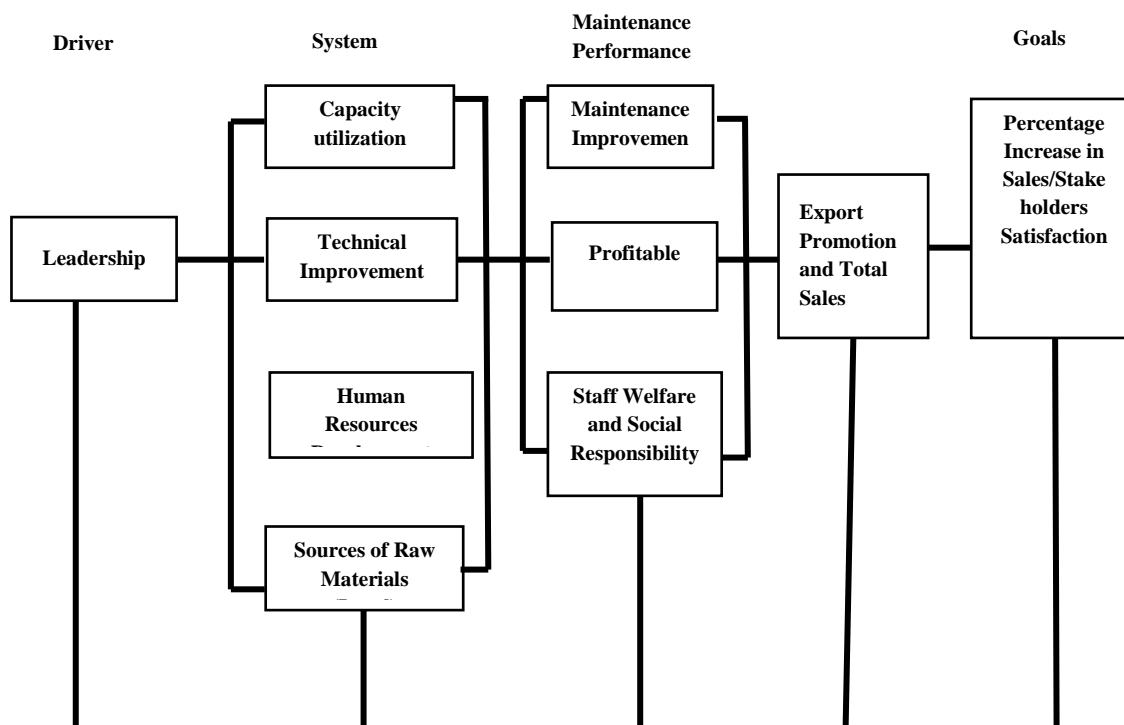 Driver
System
Maintenance
Performance
Goals
Capacity
utilization
Maintenance
Improvemen
Percentage
Increase in
Sales/Stake
holders
Satisfaction
Leadership
Technical
Improvement
Profitable
Export
Promotion
and Total
Sales
Human
Resources
Staff Welfare
and Social
Responsibility
Sources of Raw
Materials